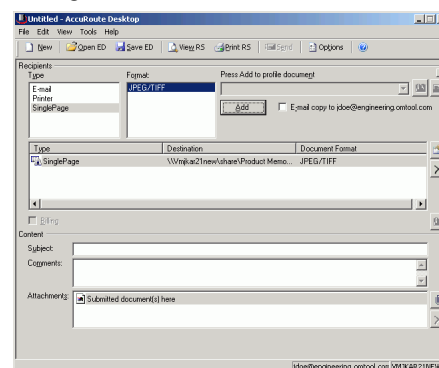 Untitled - AccuRoute Desktop
File Edit View Tools Help
New Open ED Save ED View RS Print RS Send Options
Recipients
Type Format: Press Add to profile document
E-mail JPEG/TIFF
Printer
SinglePage
Add E-mail copy to jdoe@engineering.omtool.com
Type Destination Document Format
SinglePage \\Vmjkar21new\share\Product Memo... JPEG/TIFF
Billing
Content
Subject:
Comments:
Attachments: Submitted document(s) here
jdoe@engineering.omtool.com VMJKAR21NEW